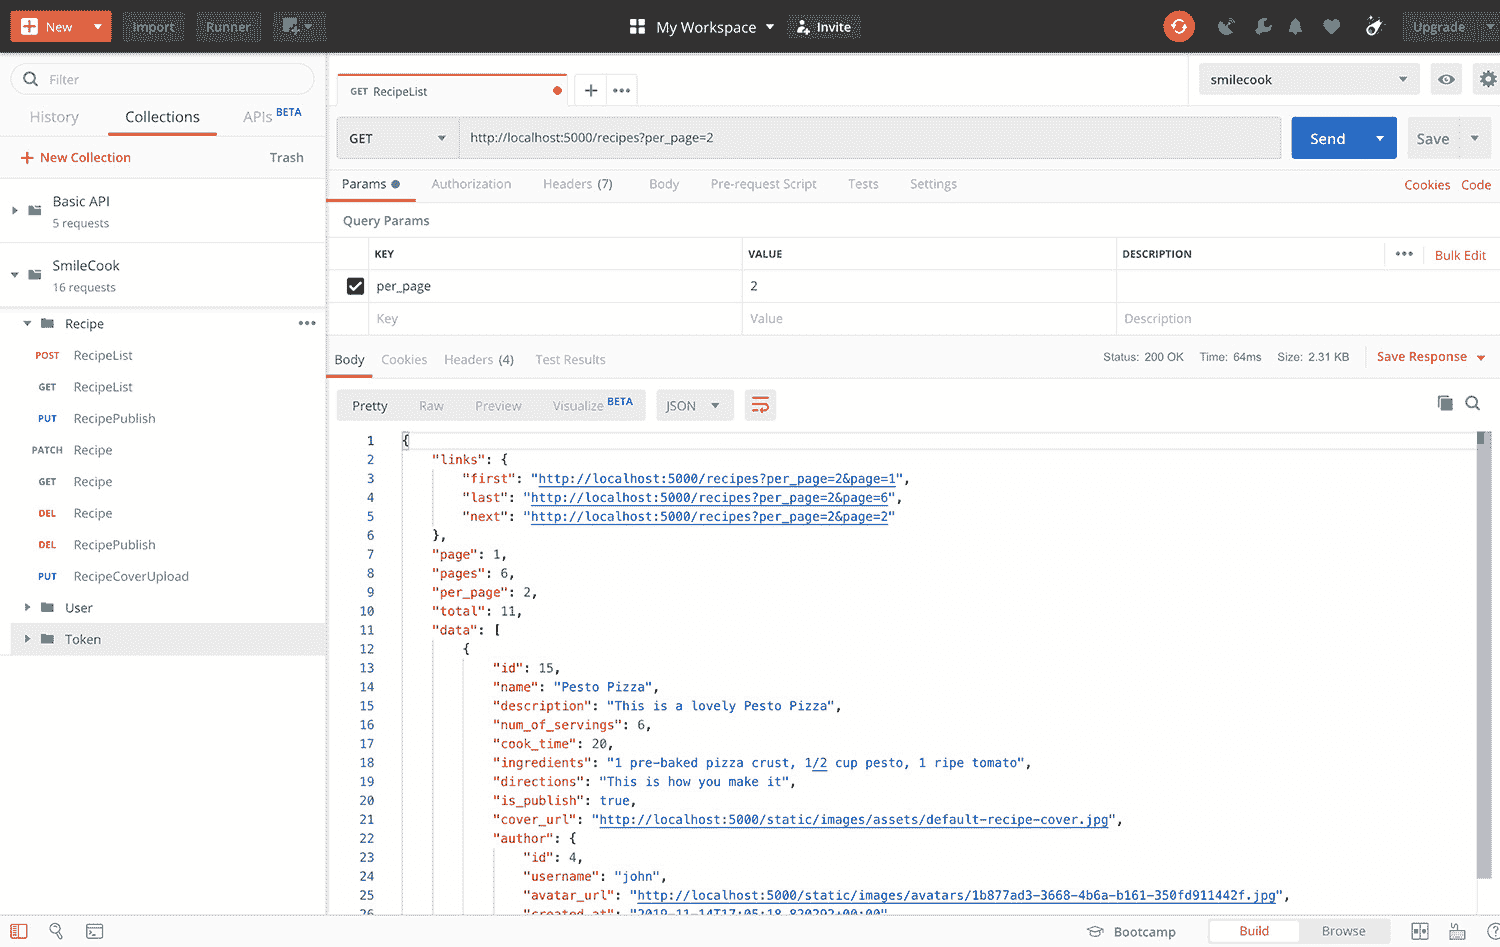 New Import Runner My Workspace Invite Upgrade
Filter
History Collections APIs BETA
New Collection Trash
Basic API
5 requests
SmileCook
16 requests
Recipe
POST RecipeList
GET RecipeList
PUT RecipePublish
PATCH Recipe
GET Recipe
DEL Recipe
DEL RecipePublish
PUT RecipeCoverUpload
User
Token
GET RecipeList
smilecook
GET http://localhost:5000/recipes?per_page=2 Send Save
Params Authorization Headers (7) Body Pre-request Script Tests Settings Cookies Code
Query Params
KEY VALUE DESCRIPTION Bulk Edit
per_page 2
Key Value Description
Body Cookies Headers (4) Test Results Status: 200 OK Time: 64ms Size: 2.31 KB Save Response
Pretty Raw Preview Visualize BETA JSON
1 {
2 "links": {
3 "first": "http://localhost:5000/recipes?per_page=2&page=1",
4 "last": "http://localhost:5000/recipes?per_page=2&page=6",
5 "next": "http://localhost:5000/recipes?per_page=2&page=2"
6 },
7 "page": 1,
8 "pages": 6,
9 "per_page": 2,
10 "total": 11,
11 "data": [
12 {
13 "id": 15,
14 "name": "Pesto Pizza",
15 "description": "This is a lovely Pesto Pizza",
16 "num_of_servings": 6,
17 "cook_time": 20,
18 "ingredients": "1 pre-baked pizza crust, 1/2 cup pesto, 1 ripe tomato",
19 "directions": "This is how you make it",
20 "is_publish": true,
21 "cover_url": "http://localhost:5000/static/images/assets/default-recipe-cover.jpg",
22 "author": {
23 "id": 4,
24 "username": "john",
25 "avatar_url": "http://localhost:5000/static/images/avatars/1b877ad3-3668-4b6a-b161-350fd911442f.jpg",
26 "created_at": "2019-11-14T17:05:18.820292+00:00"
Bootcamp Build Browse